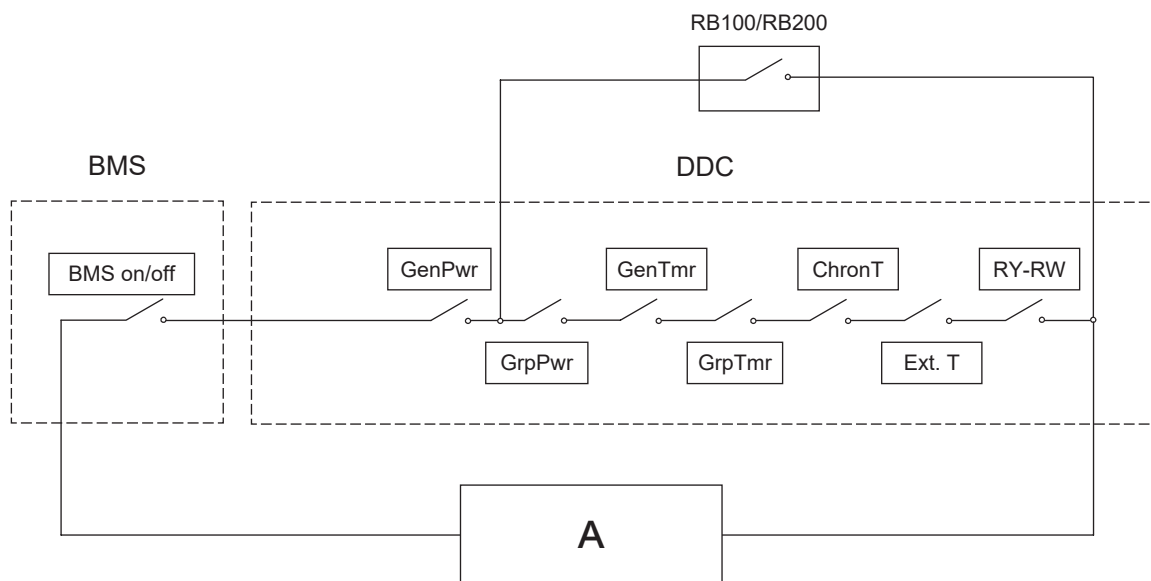 RB100/RB200
BMS
DDC
BMS on/off
GenPwr
GenTmr
ChronT
RY-RW
GrpPwr
GrpTmr
Ext. T
A